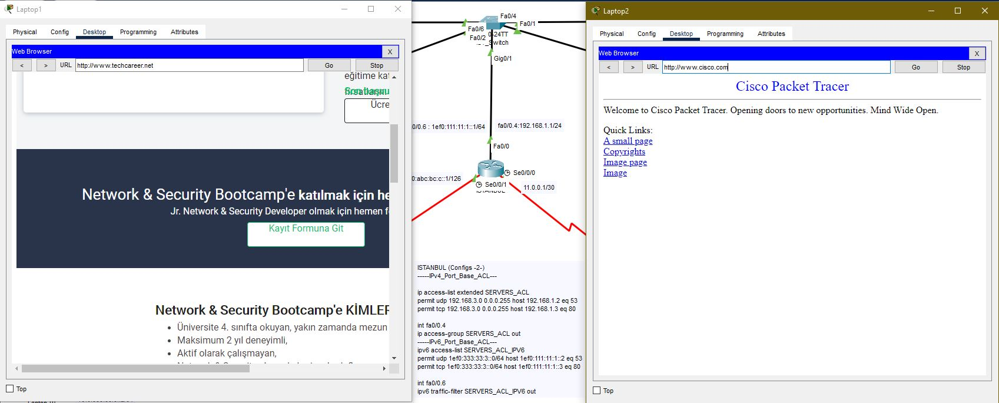 Laptop1
Physical Config Desktop Programming Attributes
Web Browser X
< > URL http://www.techcareer.net Go Stop
eğitime kat
Son başvu
fırsatların
Ücre
Network & Security Bootcamp'e katılmak için he
Jr. Network & Security Developer olmak için hemen fo
Kayıt Formuna Git
Network & Security Bootcamp'e KİMLER
Üniversite 4. sınıfta okuyan, yakın zamanda mezun
Maksimum 2 yıl deneyimli,
Aktif olarak çalışmayan,
Top
Fa0/4
Fa0/6
Fa0/1
Fa0/2
0-24TT
Switch
Gig0/1
0/0.6 : 1ef0:111:11:1::1/64
fa0/0.4:192.168.1.1/24
Fa0/0
0:abc:bc:c::1/126
Se0/0/0
Se0/0/1
11.0.0.1/30
ISTANBUL
ISTANBUL (Configs -2-)
-----IPv4_Port_Base_ACL---
ip access-list extended SERVERS_ACL
permit udp 192.168.3.0 0.0.0.255 host 192.168.1.2 eq 53
permit tcp 192.168.3.0 0.0.0.255 host 192.168.1.3 eq 80
int fa0/0.4
ip access-group SERVERS_ACL out
-----IPv6_Port_Base_ACL---
ipv6 access-list SERVERS_ACL_IPV6
permit udp 1ef0:333:33:3::0/64 host 1ef0:111:11:1::2 eq 53
permit tcp 1ef0:333:33:3::0/64 host 1ef0:111:11:1::3 eq 80
int fa0/0.6
ipv6 traffic-filter SERVERS_ACL_IPV6 out
Laptop2
Physical Config Desktop Programming Attributes
Web Browser X
< > URL http://www.cisco.com Go Stop
Cisco Packet Tracer
Welcome to Cisco Packet Tracer. Opening doors to new opportunities. Mind Wide Open.
Quick Links:
A small page
Copyrights
Image page
Image
Top